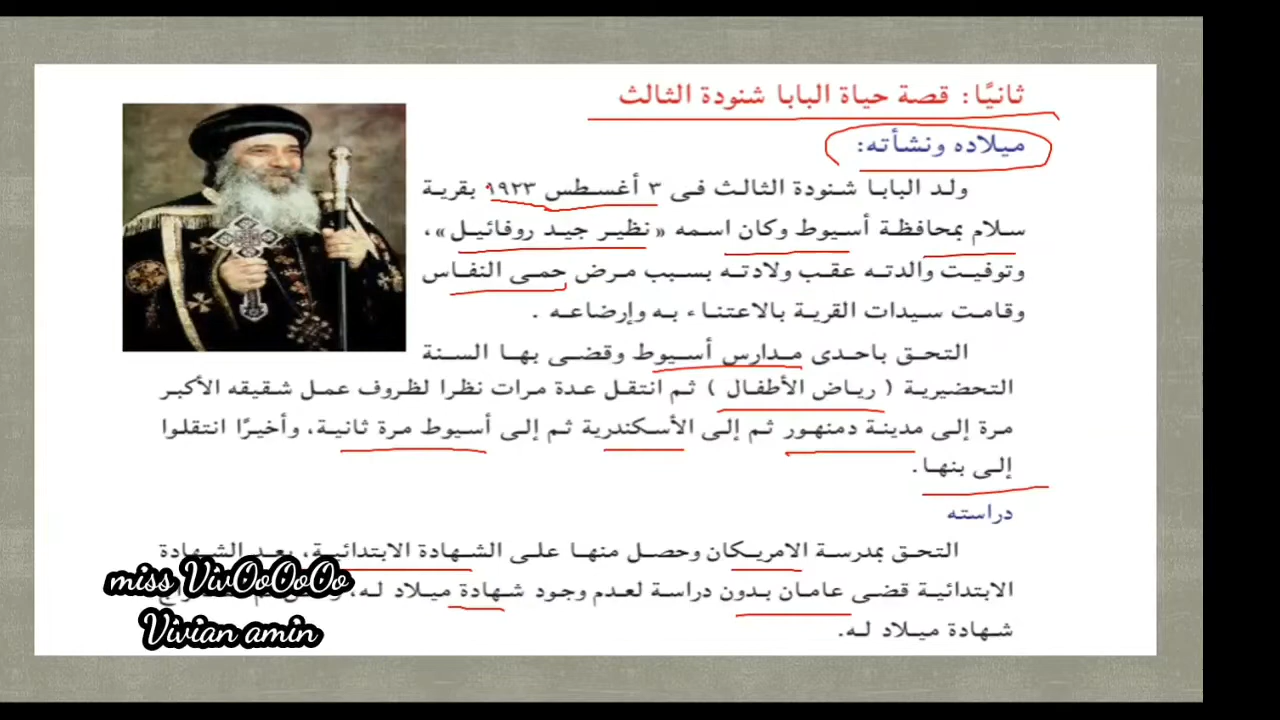 ثانيًا: قصة حياة البابا شنودة الثالث
ميلاده ونشأته:
ولد البابا شنودة الثالث فى ٣ أغسطس ١٩٢٣ بقرية
سلام بمحافظة أسيوط وكان اسمه «نظير جيد روفائيل»،
وتوفيت والدته عقب ولادته بسبب مرض حمى النفاس
وقامت سيدات القرية بالاعتناء به وإرضاعه .
التحق باحدى مدارس أسيوط وقضى بها السنة
التحضيرية ( رياض الأطفال ) ثم انتقل عدة مرات نظرا لظروف عمل شقيقه الأكبر
مرة إلى مدينة دمنهور ثم إلى الأسكندرية ثم إلى أسيوط مرة ثانية، وأخيرًا انتقلوا
إلى بنها .
دراسته
التحق بمدرسة الامريكان وحصل منها على الشهادة الابتدائية، بعد الشهادة
الابتدائية قضى عامان بدون دراسة لعدم وجود شهادة ميلاد له،
شهادة ميلاد له.
miss VivOoOoOo
Vivian amin